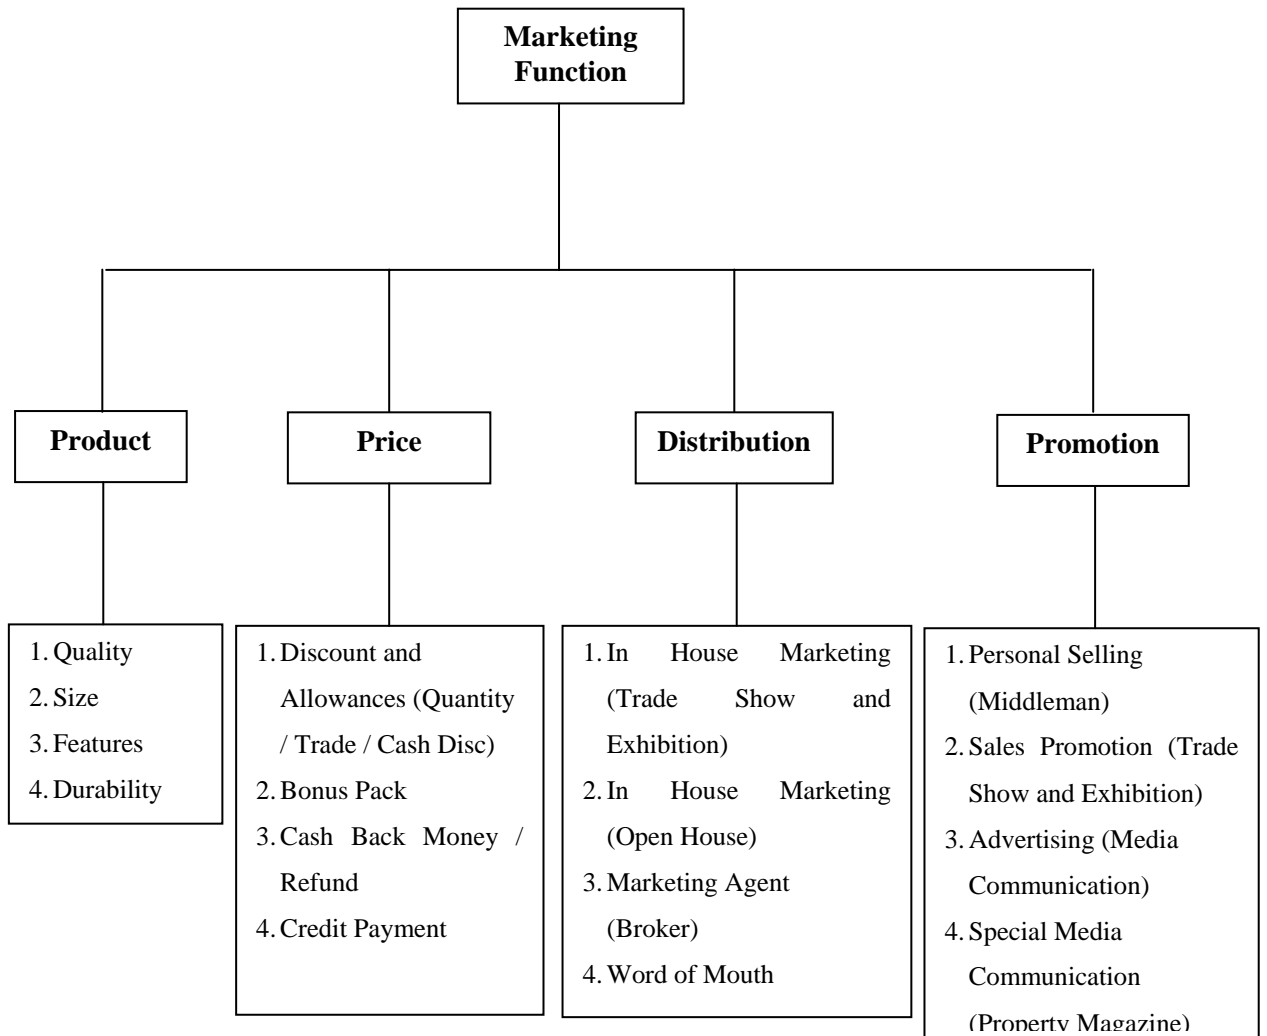 Marketing
Function
Product
Price
Distribution
Promotion
1. Quality
2. Size
3. Features
4. Durability
1. Discount and
Allowances (Quantity
/ Trade / Cash Disc)
2. Bonus Pack
3. Cash Back Money /
Refund
4. Credit Payment
1. In House Marketing
(Trade Show and
Exhibition)
2. In House Marketing
(Open House)
3. Marketing Agent
(Broker)
4. Word of Mouth
1. Personal Selling
(Middleman)
2. Sales Promotion (Trade
Show and Exhibition)
3. Advertising (Media
Communication)
4. Special Media
Communication
(Property Magazine)